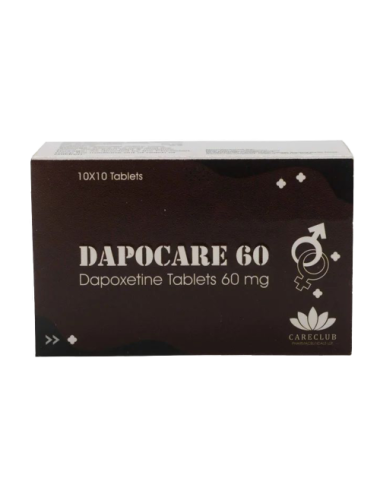 10X10 Tablets
DAPOCARE 60
Dapoxetine Tablets 60 mg
CARECLUB